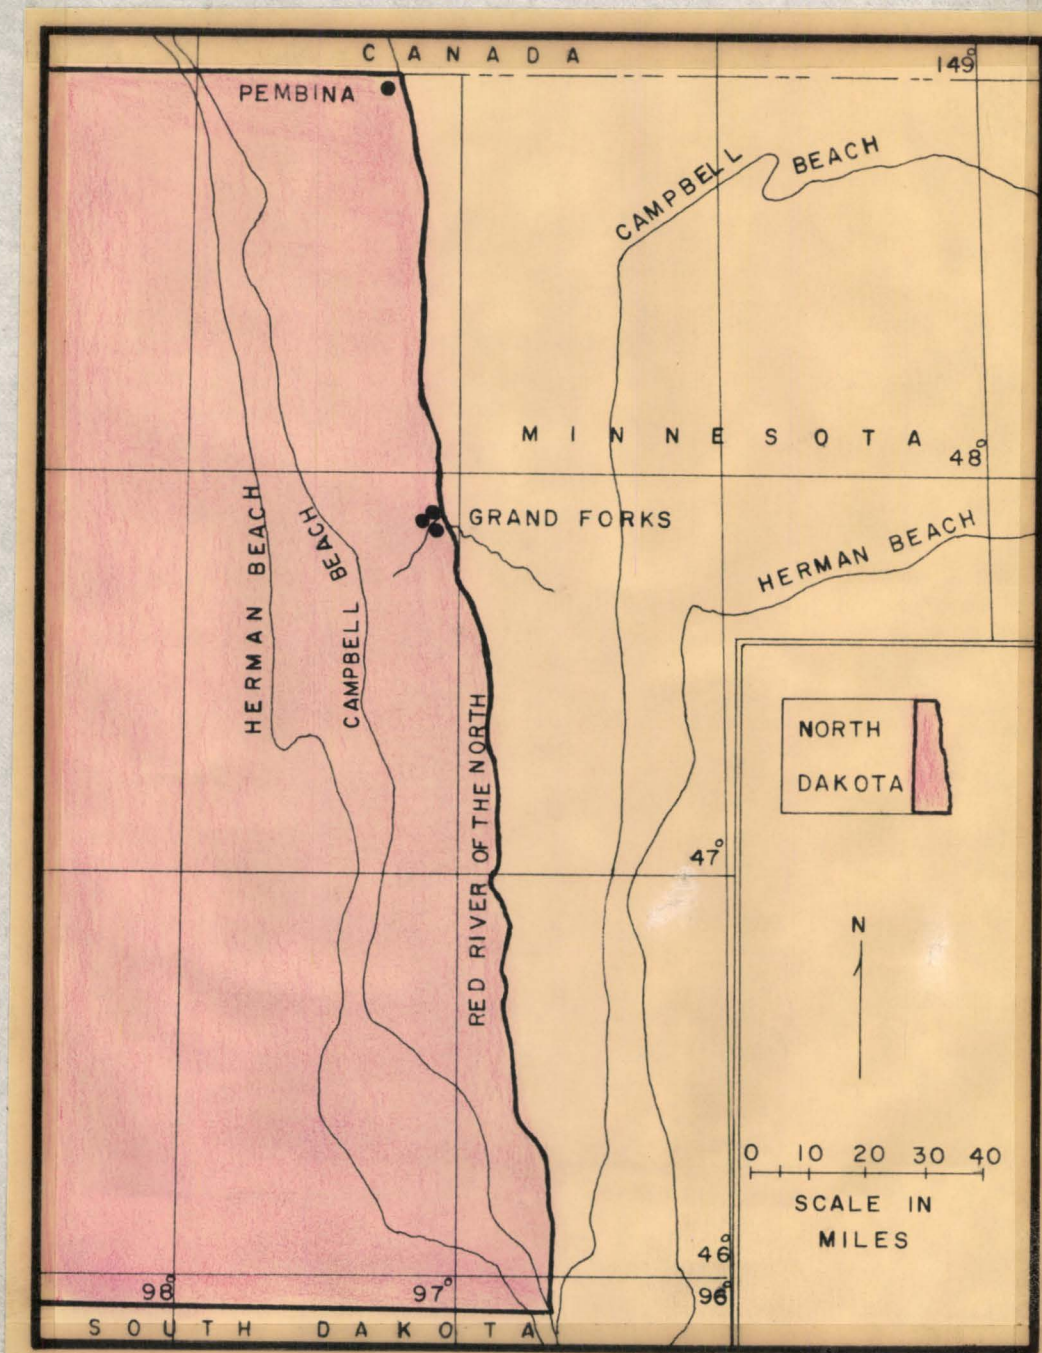 CANADA
149°
PEMBINA
CAMPBELL BEACH
MINNESOTA
48°
GRAND FORKS
HERMAN BEACH
HERMAN BEACH
CAMPBELL BEACH
RED RIVER OF THE NORTH
NORTH
DAKOTA
47°
N
0 10 20 30 40
SCALE IN
MILES
46°
98°
97°
96°
SOUTH DAKOTA